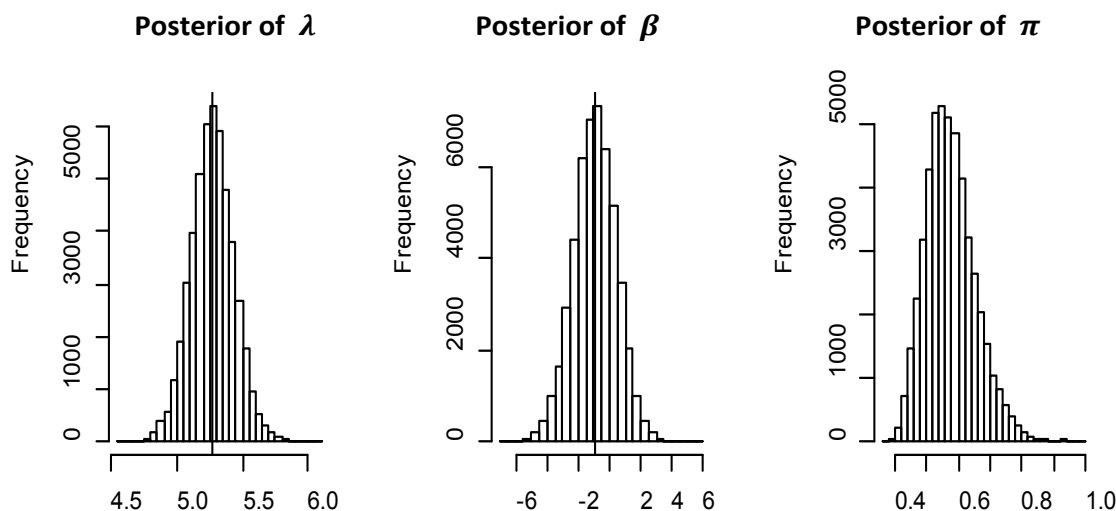 Posterior of λ
Posterior of β
Posterior of π
Frequency
0 1000 3000 5000
4.5 5.0 5.5 6.0
Frequency
0 2000 4000 6000
-6 -2 2 4 6
Frequency
0 1000 2000 3000 4000 5000
0.4 0.6 0.8 1.0